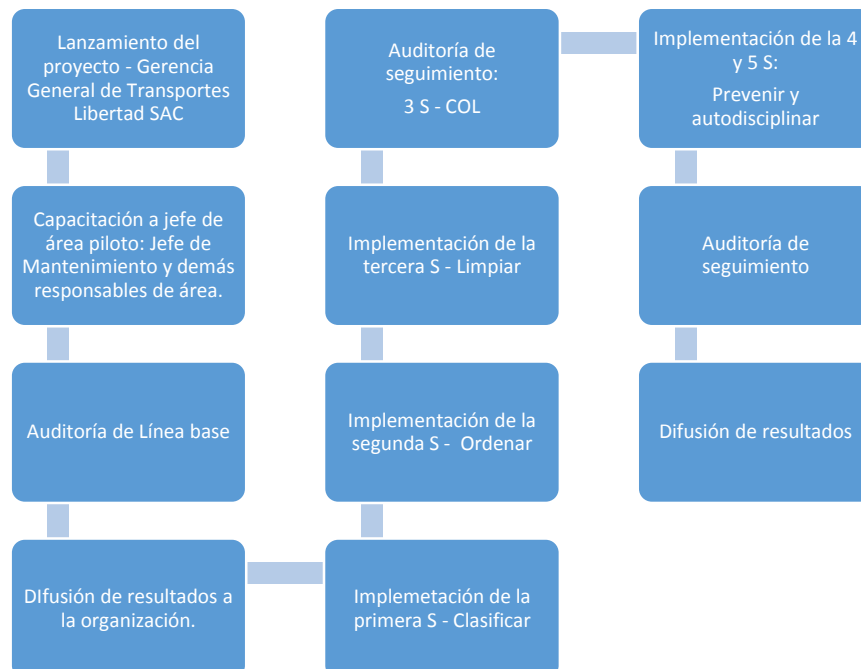 Lanzamiento del
proyecto - Gerencia
General de Transportes
Libertad SAC
Capacitación a jefe de
área piloto: Jefe de
Mantenimiento y demás
responsables de área.
Auditoría de Línea base
DIfusión de resultados a
la organización.
Implemetación de la
primera S - Clasificar
Implementación de la
segunda S - Ordenar
Implementación de la
tercera S - Limpiar
Auditoría de
seguimiento:
3 S - COL
Implementación de la 4
y 5 S:
Prevenir y
autodisciplinar
Auditoría de
seguimiento
Difusión de resultados